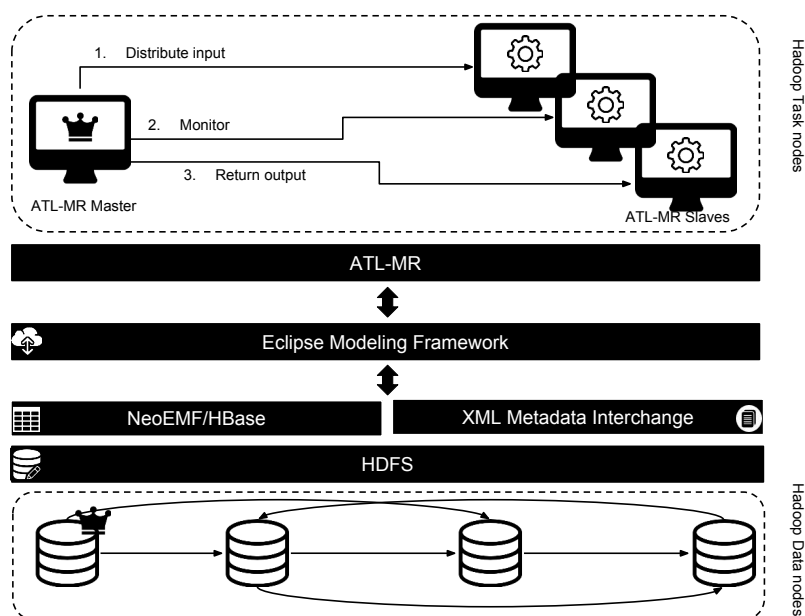 1. Distribute input
2. Monitor
3. Return output
ATL-MR Master
ATL-MR Slaves
Hadoop Task nodes
ATL-MR
Eclipse Modeling Framework
NeoEMF/HBase
XML Metadata Interchange
HDFS
Hadoop Data nodes